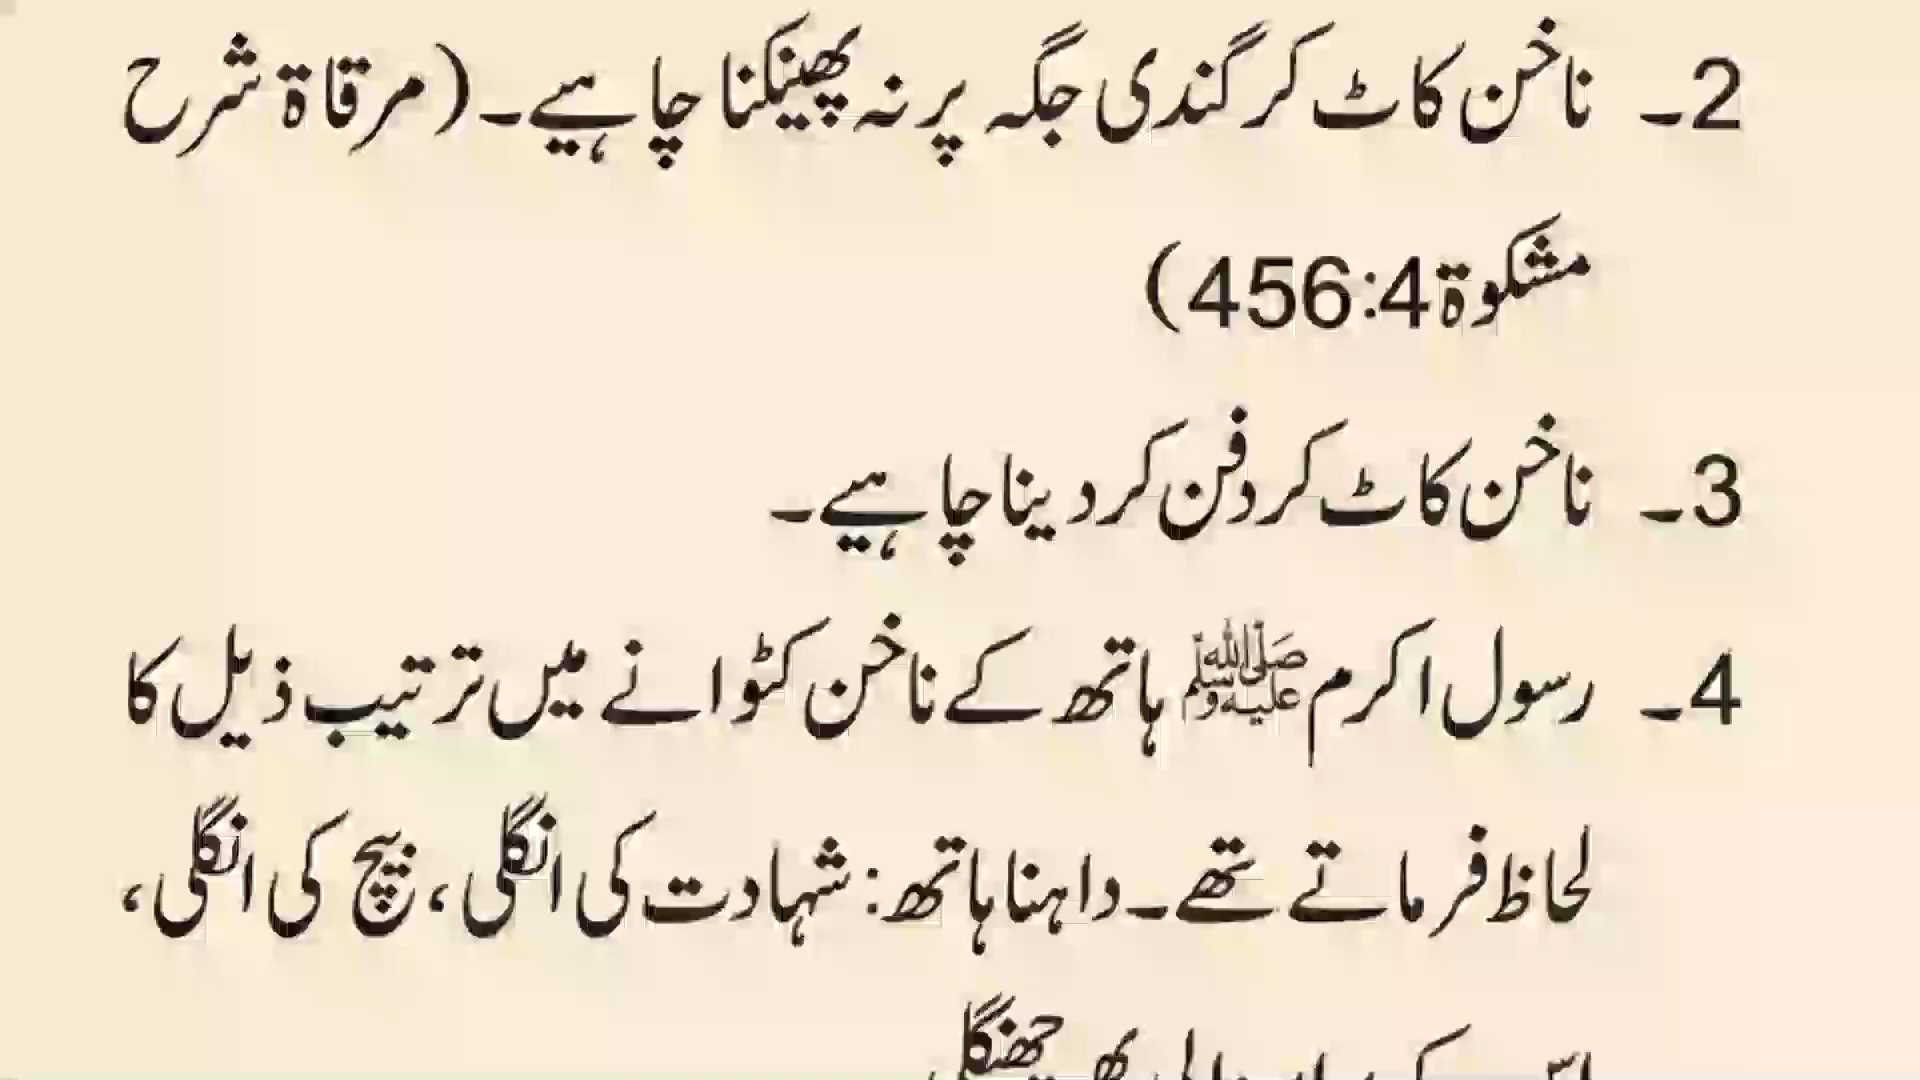 2۔ ناخن کاٹ کر گندی جگہ پر نہ پھینکنا چاہیے۔ (مرقاۃ شرح
مشکوۃ 456:4)
3۔ ناخن کاٹ کر دفن کر دینا چاہیے۔
4۔ رسول اکرم ﷺ ہاتھ کے ناخن کٹوانے میں ترتیب ذیل کا
لحاظ فرماتے تھے۔ داہنا ہاتھ: شہادت کی انگلی، بیچ کی انگلی،